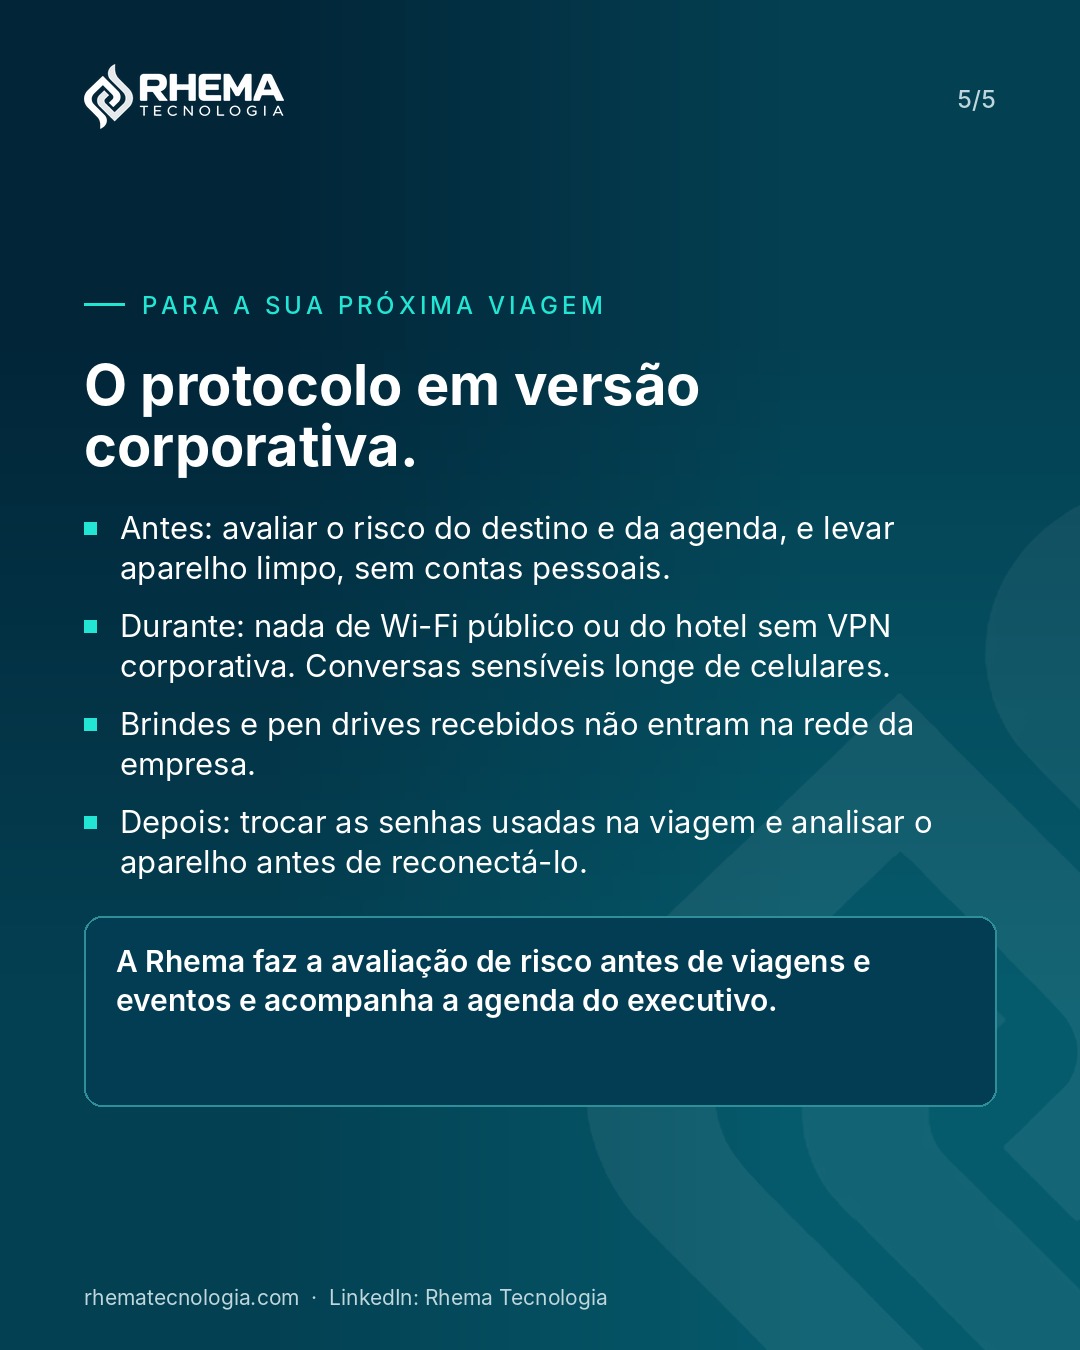 RHEMA
TECNOLOGIA
5/5
PARA A SUA PRÓXIMA VIAGEM
O protocolo em versão
corporativa.
Antes: avaliar o risco do destino e da agenda, e levar
aparelho limpo, sem contas pessoais.
Durante: nada de Wi-Fi público ou do hotel sem VPN
corporativa. Conversas sensíveis longe de celulares.
Brindes e pen drives recebidos não entram na rede da
empresa.
Depois: trocar as senhas usadas na viagem e analisar o
aparelho antes de reconectá-lo.
A Rhema faz a avaliação de risco antes de viagens e
eventos e acompanha a agenda do executivo.
rhematecnologia.com · LinkedIn: Rhema Tecnologia